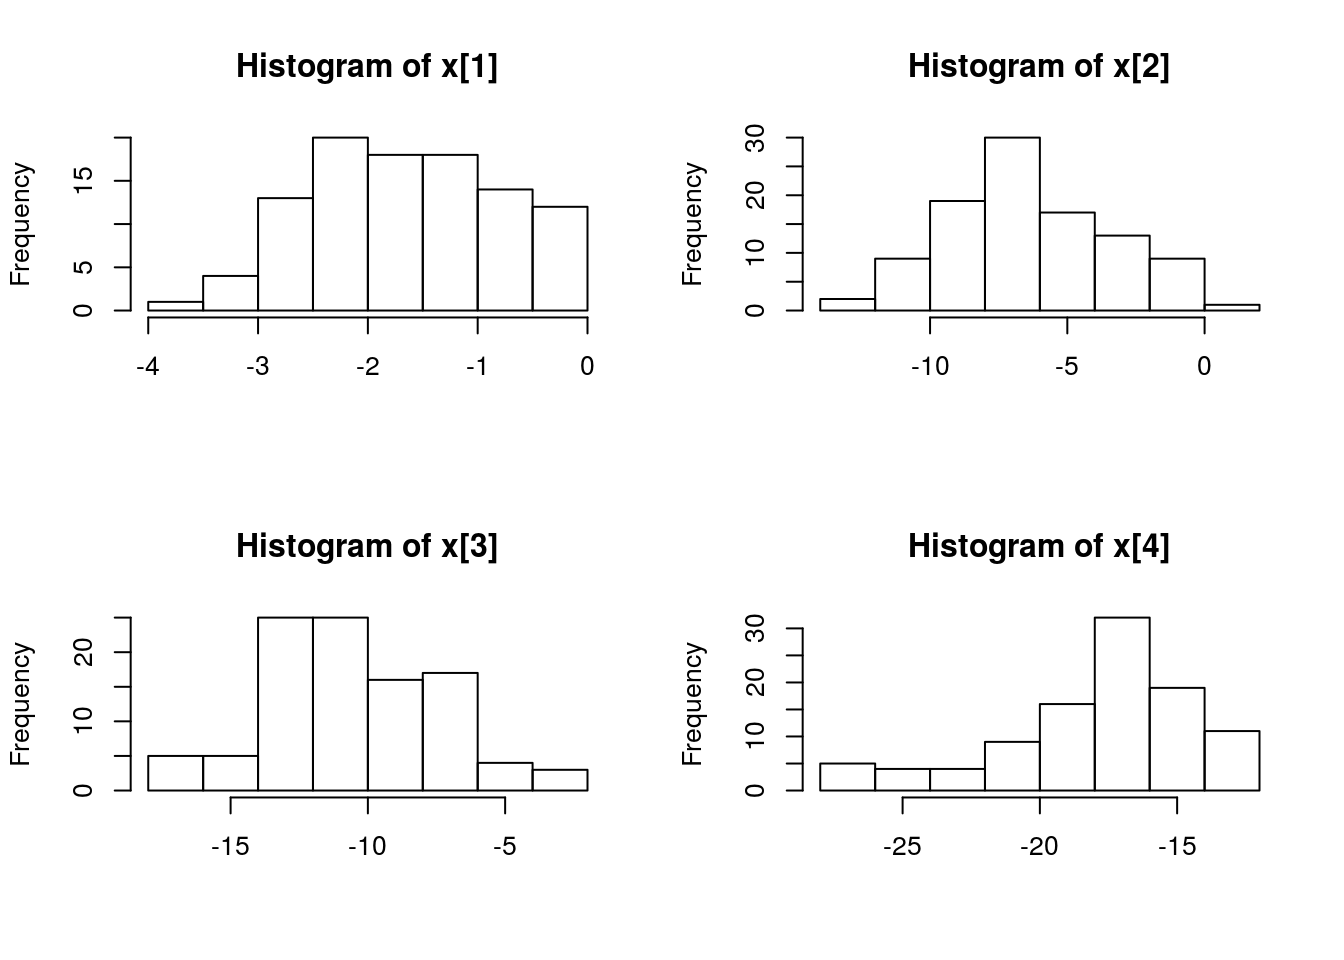 Histogram of x[1]
Frequency
0 5 15
-4 -3 -2 -1 0
Histogram of x[2]
Frequency
0 10 20 30
-10 -5 0
Histogram of x[3]
Frequency
0 10 20
-15 -10 -5
Histogram of x[4]
Frequency
0 10 20 30
-25 -20 -15